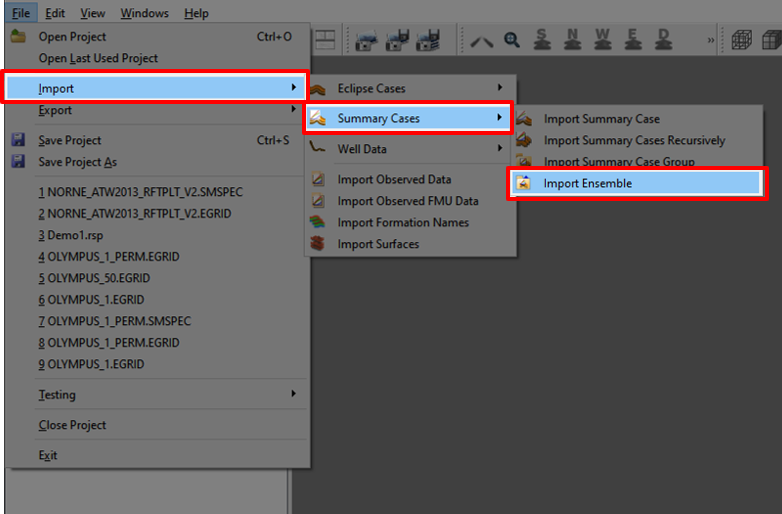 File Edit View Windows Help
Open Project Ctrl+O
Open Last Used Project
Import
Export
Save Project Ctrl+S
Save Project As
1 NORNE_ATW2013_RFTPLT_V2.SMSPEC
2 NORNE_ATW2013_RFTPLT_V2.EGRID
3 Demo1.rsp
4 OLYMPUS_1_PERM.EGRID
5 OLYMPUS_50.EGRID
6 OLYMPUS_1.EGRID
7 OLYMPUS_1_PERM.SMSPEC
8 OLYMPUS_1_PERM.EGRID
9 OLYMPUS_1.EGRID
Testing
Close Project
Exit
Eclipse Cases
Summary Cases
Well Data
Import Observed Data
Import Observed FMU Data
Import Formation Names
Import Surfaces
Import Summary Case
Import Summary Cases Recursively
Import Summary Case Group
Import Ensemble
S N W E D »